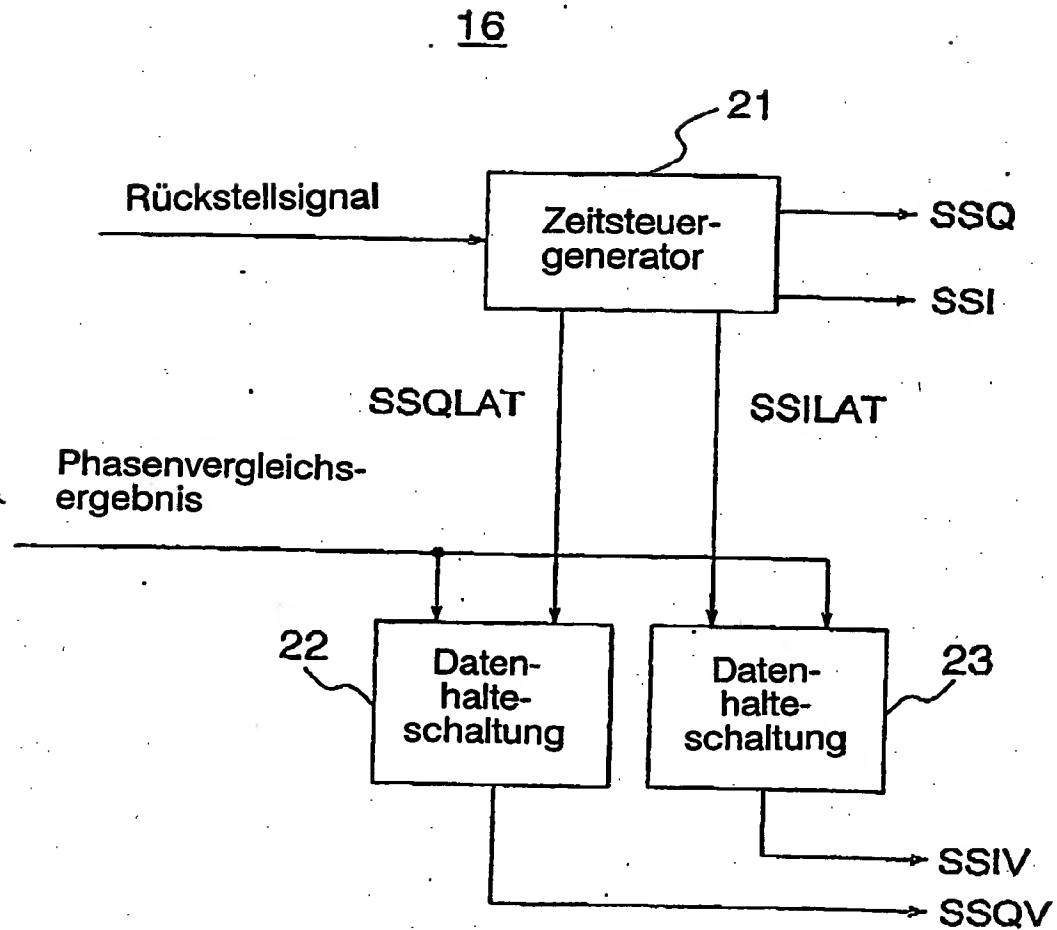 16
21
Rückstellsignal
Zeitsteuer-
generator
SSQ
SSI
SSQLAT
SSILAT
Phasenvergleichs-
ergebnis
22
Daten-
halte-
schaltung
Daten-
halte-
schaltung
23
SSIV
SSQV